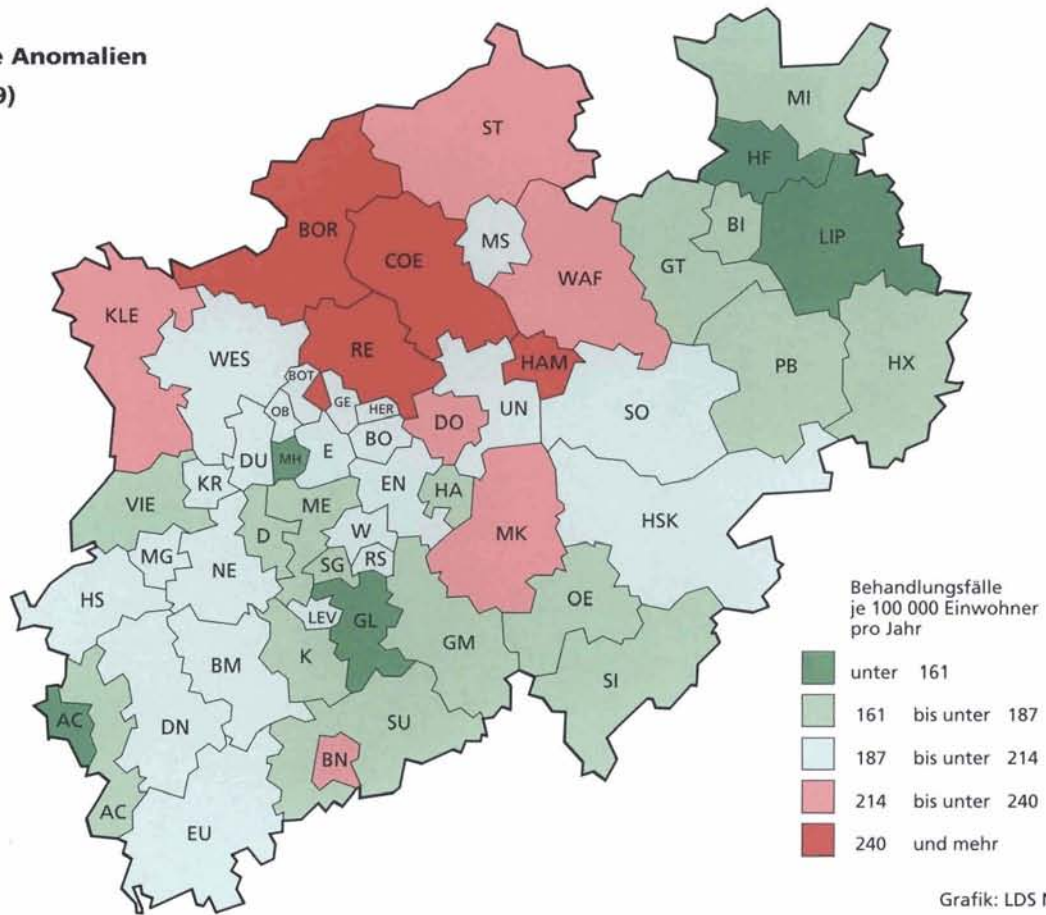 e Anomalien
9)
MI
ST
HF
BOR
MS
BI
LIP
COE
WAF
GT
KLE
WES
RE
HAM
PB
HX
BOT
GE
HER
OB
DO
UN
SO
DU
MH
E
BO
KR
EN
HA
VIE
ME
D
W
MK
HSK
MG
NE
SG
RS
HS
LEV
GL
OE
BM
K
GM
SI
AC
DN
SU
BN
AC
EU
Behandlungsfälle
je 100 000 Einwohner
pro Jahr
unter 161
161 bis unter 187
187 bis unter 214
214 bis unter 240
240 und mehr
Grafik: LDS N